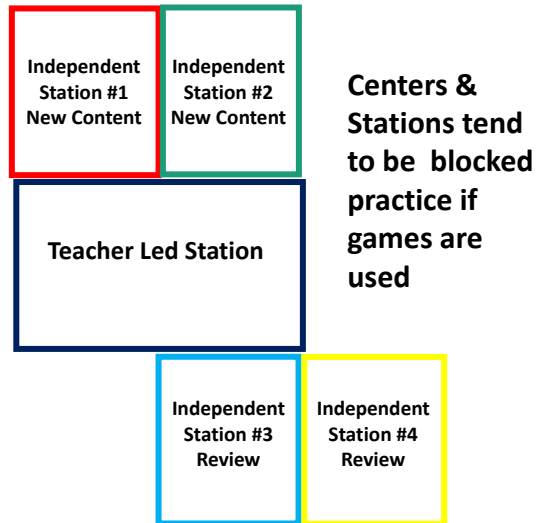 Independent
Station #1
New Content
Independent
Station #2
New Content
Centers &
Stations tend
to be  blocked
practice if
games are
used
Teacher Led Station
Independent
Station #3
Review
Independent
Station #4
Review